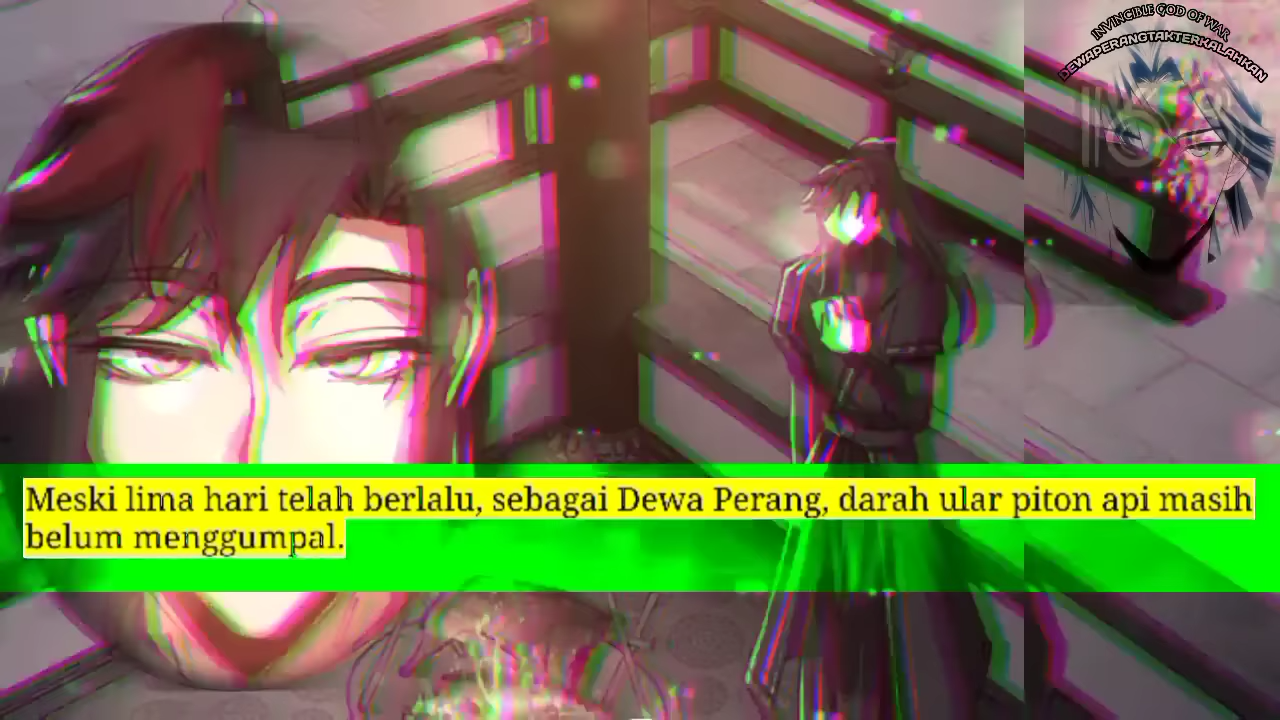 INVINCIBLE GOD OF WAR
DEWAPERANGTAKTERKALAHKAN
Meski lima hari telah berlalu, sebagai Dewa Perang, darah ular piton api masih
belum menggumpal.